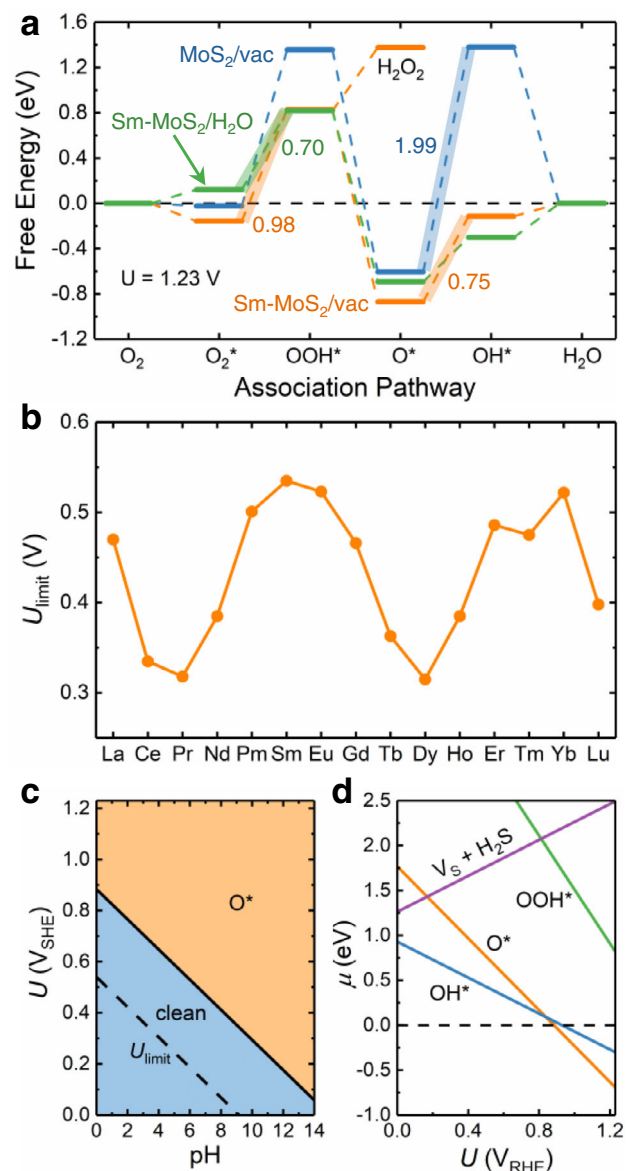 a
1.6
1.2
0.8
0.4
0.0
-0.4
-0.8
-1.2
Free Energy (eV)
MoS₂/vac
H₂O₂
Sm-MoS₂/H₂O
0.70
1.99
0.98
U = 1.23 V
0.75
Sm-MoS₂/vac
O₂ O₂* OOH* O* OH* H₂O
Association Pathway
b
0.6
0.5
0.4
0.3
U_limit (V)
La Ce Pr Nd Pm Sm Eu Gd Tb Dy Ho Er Tm Yb Lu
c
1.2
1.0
0.8
0.6
0.4
0.2
0.0
U (V_SHE)
O*
clean
U_limit
0 2 4 6 8 10 12 14
pH
d
2.5
2.0
1.5
1.0
0.5
0.0
-0.5
-1.0
μ (eV)
V_S + H₂S
OOH*
O*
OH*
0.0 0.4 0.8 1.2
U (V_RHE)